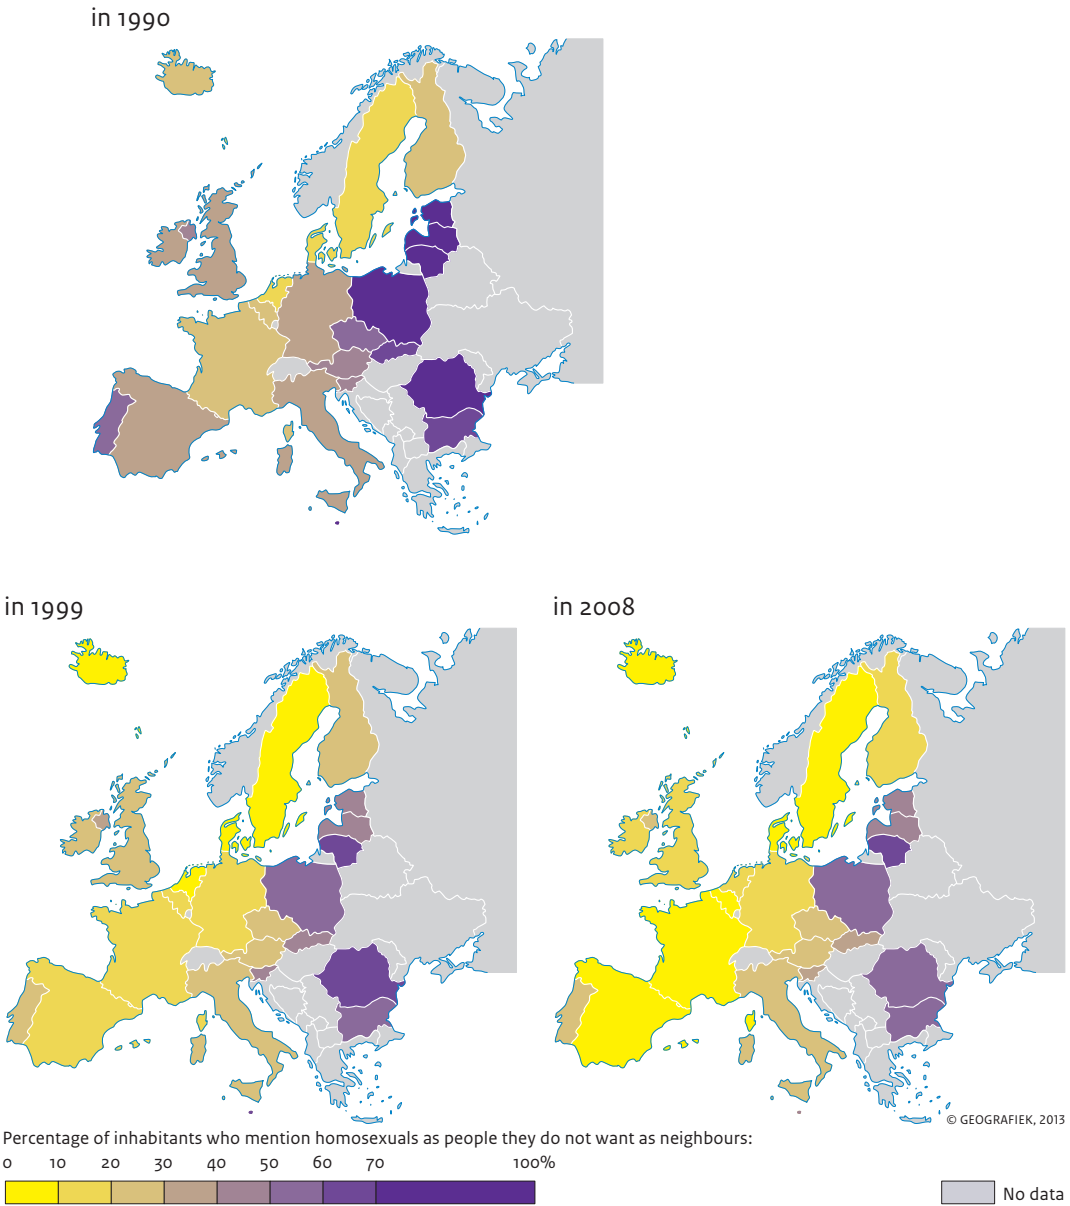 in 1990
in 1999
in 2008
© GEOGRAFIEK, 2013
Percentage of inhabitants who mention homosexuals as people they do not want as neighbours:
0 10 20 30 40 50 60 70 100%
No data